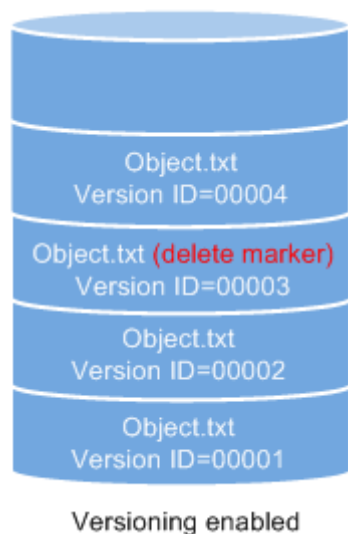 Object.txt
Version ID=00004
Object.txt (delete marker)
Version ID=00003
Object.txt
Version ID=00002
Object.txt
Version ID=00001
Versioning enabled